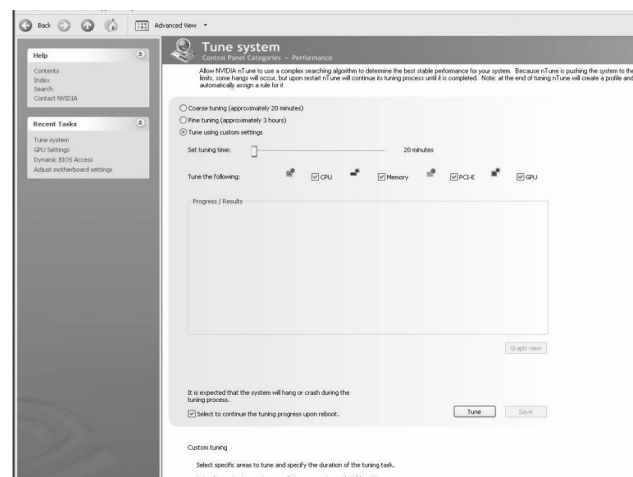 Back
Advanced View
Tune system
Control Panel Categories - Performance
Help
Contents
Index
Search
Contact NVIDIA
Recent Tasks
Tune system
GPU Settings
Dynamic BIOS Access
Adjust motherboard settings
Allow NVIDIA nTune to use a complex searching algorithm to determine the best stable performance for your system. Because nTune is pushing the system to the
limits, some hangs will occur, but upon restart nTune will continue its tuning process until it is completed. Note: at the end of tuning nTune will create a profile and
automatically assign a rule for it.
Coarse tuning (approximately 20 minutes)
Fine tuning (approximately 3 hours)
Tune using custom settings
Set tuning time: 20 minutes
Tune the following: CPU Memory PCI-E GPU
Progress / Results
Graph view
It is expected that the system will hang or crash during the
tuning process.
Select to continue the tuning progress upon reboot.
Tune Save
Custom tuning
Select specific areas to tune and specify the duration of the tuning task.